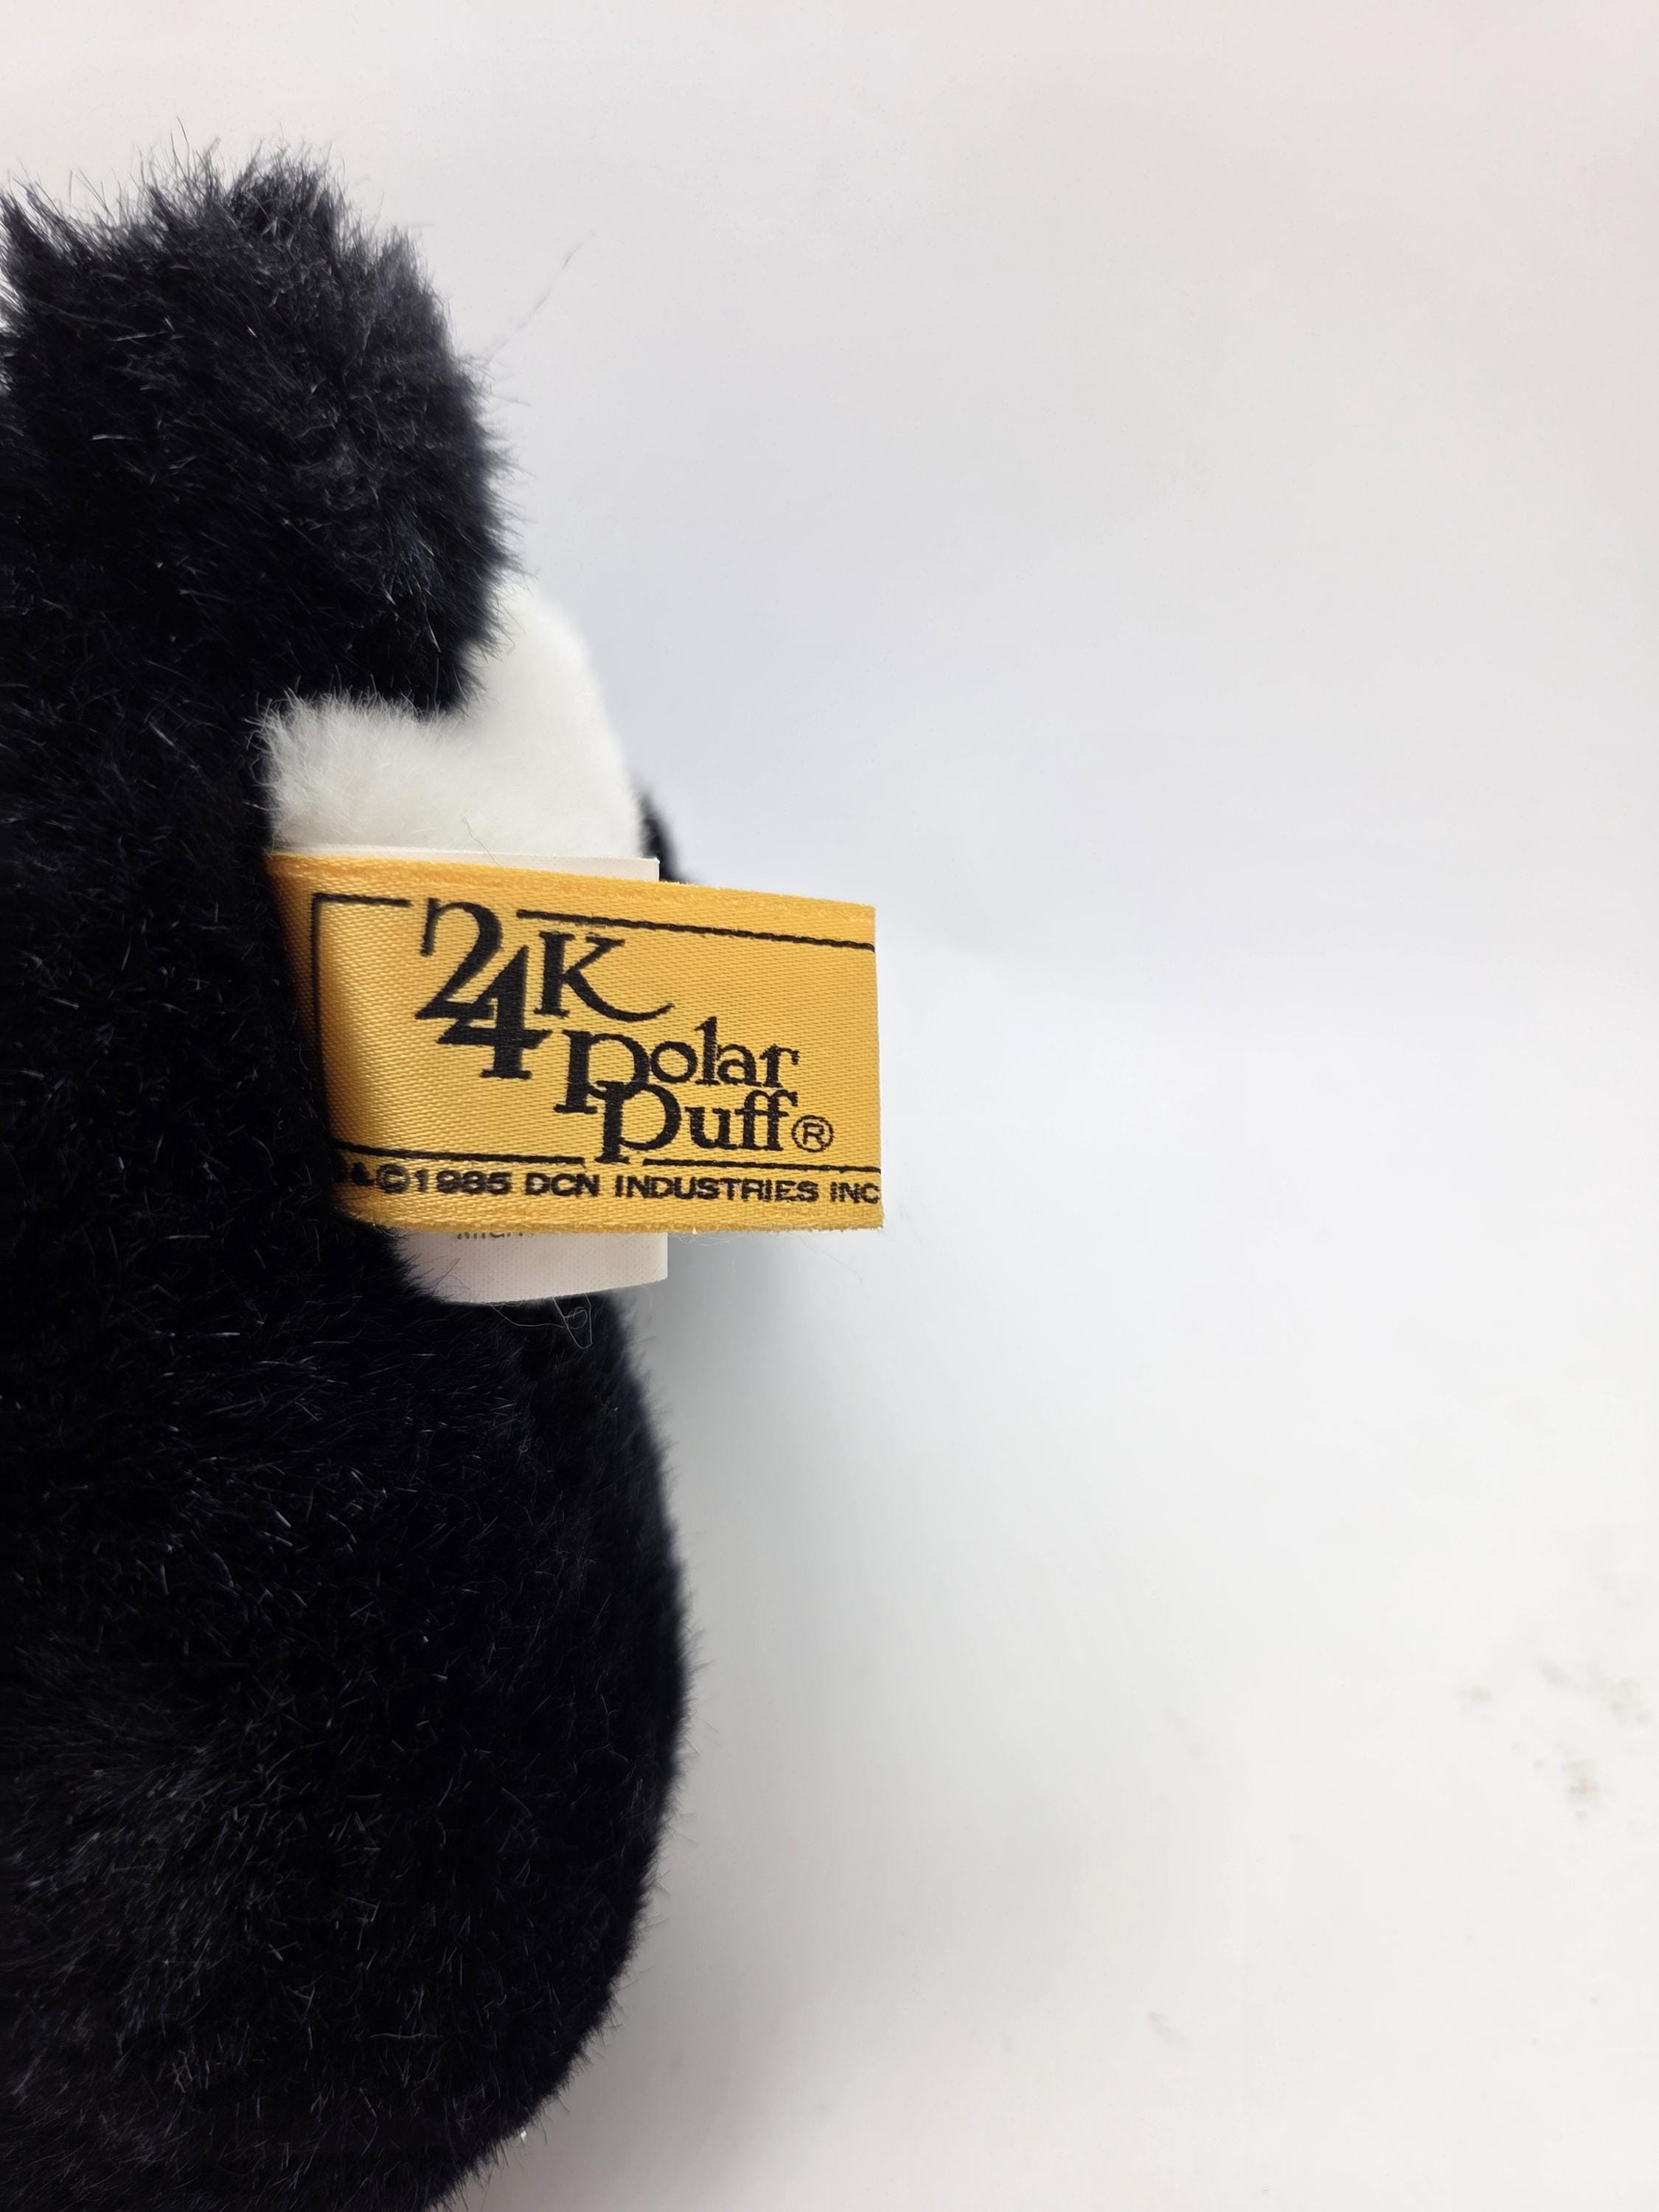 24K
Polar
Puff®
&©1985 DCN INDUSTRIES INC